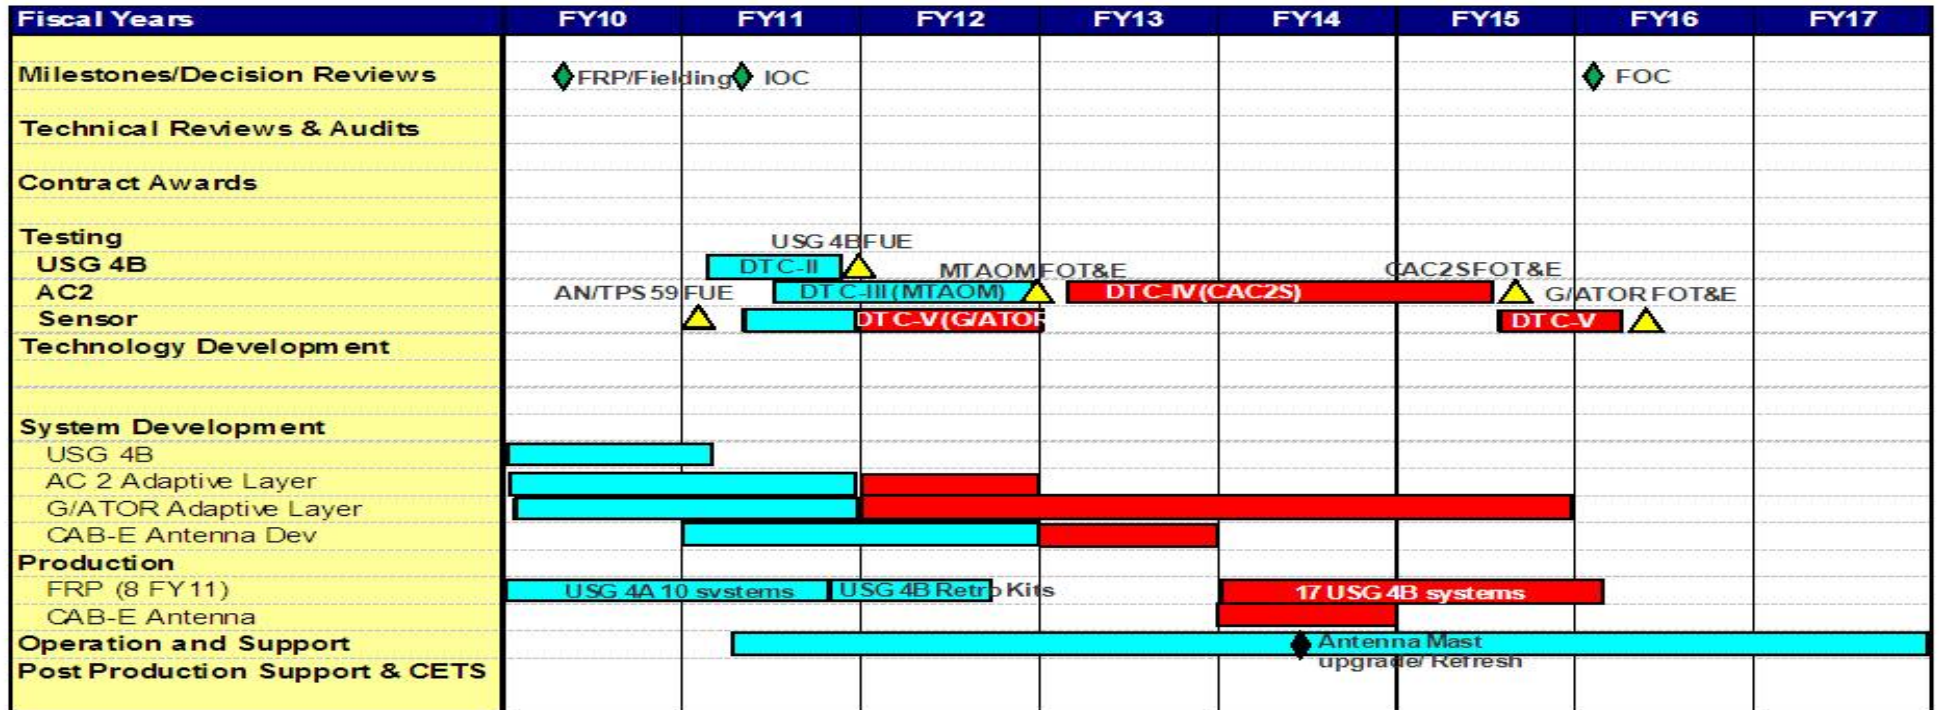 Fiscal Years FY10 FY11 FY12 FY13 FY14 FY15 FY16 FY17
Milestones/Decision Reviews FRP/Fielding IOC FOC
Technical Reviews & Audits
Contract Awards
Testing
USG 4B FUE
USG 4B DTC-II MTAOM FOT&E CAC2S FOT&E
AC2 AN/TPS 59 FUE DTC-III (MTAOM) DTC-IV (CAC2S) G/ATOR FOT&E
Sensor DTC-V (G/ATOR DTC-V
Technology Development
System Development
USG 4B
AC 2 Adaptive Layer
G/ATOR Adaptive Layer
CAB-E Antenna Dev
Production
FRP (8 FY11) USG 4A 10 systems USG 4B Retro Kits 17 USG 4B systems
CAB-E Antenna
Operation and Support Antenna Mast
upgrade/ Refresh
Post Production Support & CETS